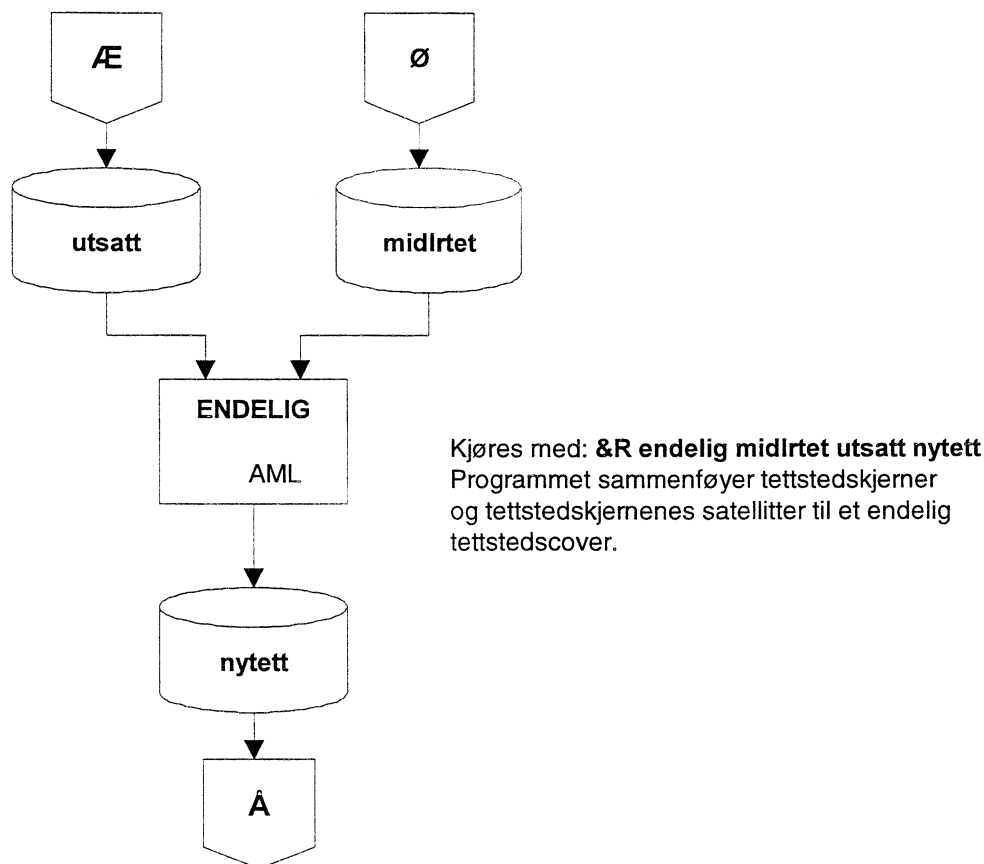 Æ
Ø
utsatt
midlrtet
ENDELIG
AML
Kjøres med: &R endelig midlrtet utsatt nytett
Programmet sammenføyer tettstedskjerner
og tettstedskjernenes satellitter til et endelig
tettstedscover.
nytett
Å